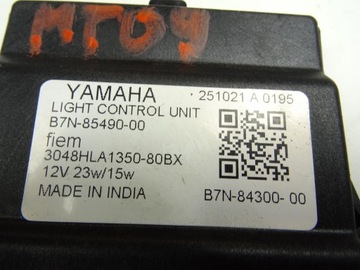 MT09
YAMAHA 251021 A 0195
LIGHT CONTROL UNIT
B7N-85490-00
fiem
3048HLA1350-80BX
12V 23w/15w
MADE IN INDIA B7N-84300- 00